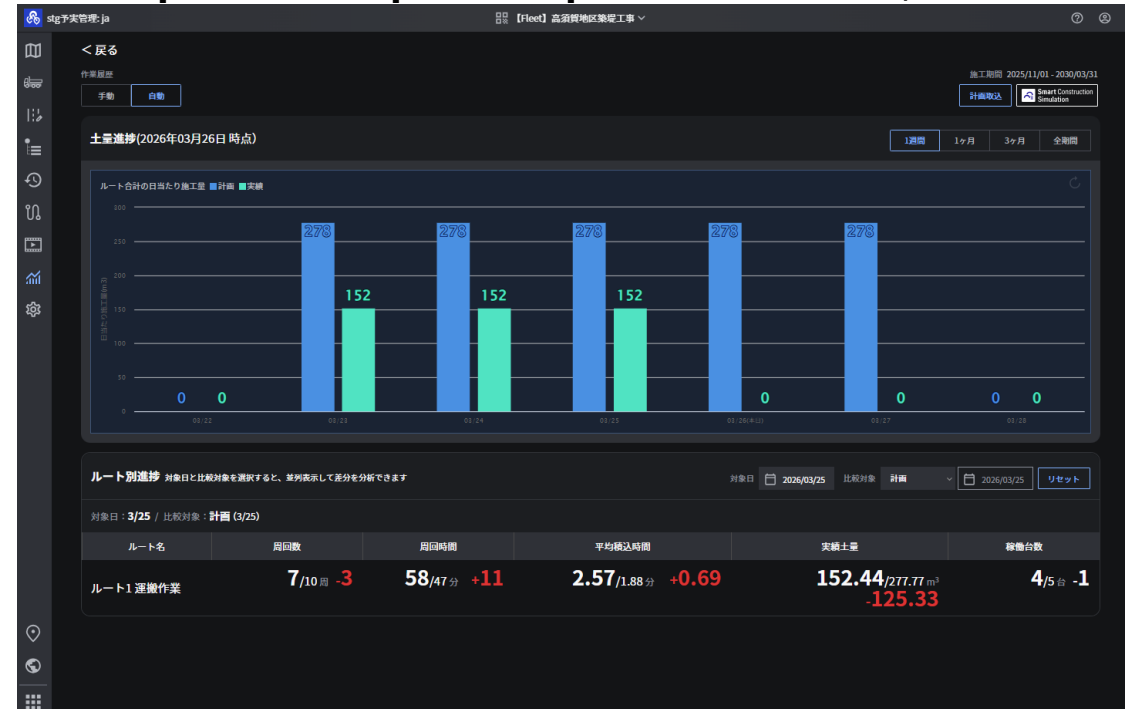 stg予実管理: ja
【Fleet】高須賀地区築堤工事
< 戻る
作業履歴
手動 自動
施工期間 2025/11/01 - 2030/03/31
計画取込
Smart Construction
Simulation
土量進捗(2026年03月26日 時点)
1週間 1ヶ月 3ヶ月 全期間
ルート合計の日当たり施工量 計画 実績
日当たり施工量(m3)
300
250
200
150
100
50
0
0 0
278 152
278 152
278 152
278 0
278 0
0 0
03/22 03/23 03/24 03/25 03/26(本日) 03/27 03/28
ルート別進捗 対象日と比較対象を選択すると、並列表示して差分を分析できます
対象日 2026/03/25 比較対象 計画 2026/03/25 リセット
対象日：3/25 / 比較対象：計画 (3/25)
ルート名 周回数 周回時間 平均積込時間 実績土量 稼働台数
ルート1 運搬作業 7/10 周 -3 58/47 分 +11 2.57/1.88 分 +0.69 152.44/277.77 m³ 4/5 台 -1
-125.33